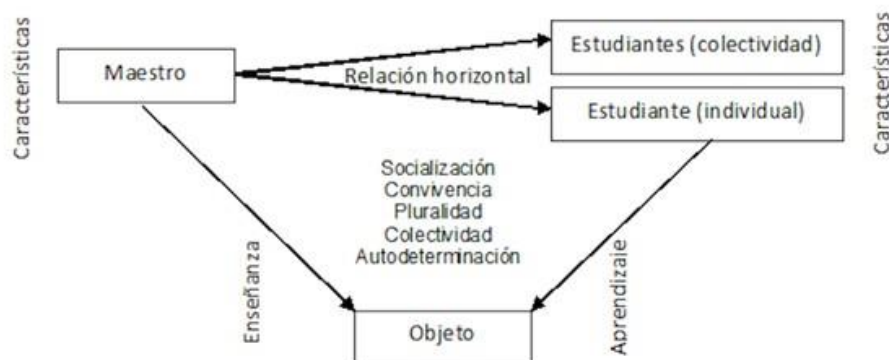 Características
Maestro
Relación horizontal
Estudiantes (colectividad)
Estudiante (individual)
Características
Socialización
Convivencia
Pluralidad
Colectividad
Autodeterminación
Enseñanza
Aprendizaje
Objeto